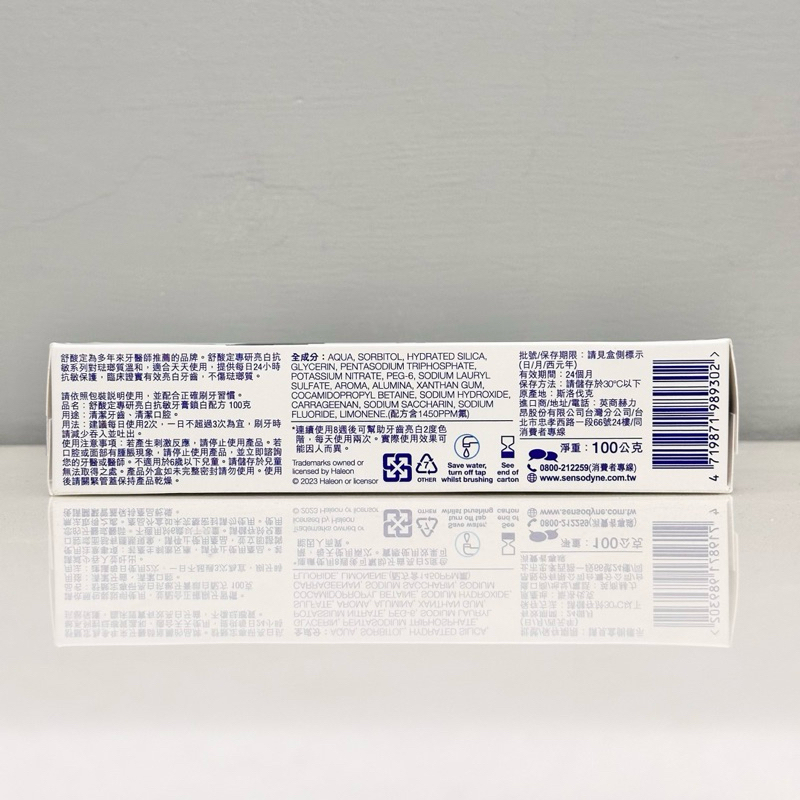 舒酸定為多年來牙醫師推薦的品牌。舒酸定專研亮白抗
敏系列對琺瑯質溫和，適合天天使用，提供每日24小時
抗敏保護，臨床證實有效亮白牙齒，不傷琺瑯質。
請依照包裝說明使用，並配合正確刷牙習慣。
品名：舒酸定專研亮白抗敏牙膏鎖白配方 100克
用途：清潔牙齒、清潔口腔。
用法：建議每日使用2次，一日不超過3次為宜，刷牙時
請減少吞入並吐出。
使用注意事項：若產生刺激反應，請停止使用產品。若
口腔或面部有腫脹現象，請停止使用產品，並立即諮詢
您的牙醫或醫師。不適用於6歲以下兒童。請儲存於兒童
無法取得之處。產品外盒如未完整密封請勿使用。使用
後請關緊管蓋保持產品乾燥。
全成分：AQUA, SORBITOL, HYDRATED SILICA,
GLYCERIN, PENTASODIUM TRIPHOSPHATE,
POTASSIUM NITRATE, PEG-6, SODIUM LAURYL
SULFATE, AROMA, ALUMINA, XANTHAN GUM,
COCAMIDOPROPYL BETAINE, SODIUM HYDROXIDE,
CARRAGEENAN, SODIUM SACCHARIN, SODIUM
FLUORIDE, LIMONENE.(配方含1450PPM氟)
*連續使用8週後可幫助牙齒亮白2度色
階，每天使用兩次。實際使用效果可
能因人而異。
Trademarks owned or
licensed by Haleon
© 2023 Haleon or licensor
7
OTHER
Save water,
turn off tap
whilst brushing
See
end of
carton
批號/保存期限：請見盒側標示
(日/月/西元年)
有效期間：24個月
保存方法：請儲存於30°C以下
原產地：斯洛伐克
進口商/地址/電話：英商赫力
昂股份有限公司台灣分公司/台
北市忠孝西路一段66號24樓/同
消費者專線
淨重：100公克
0800-212259(消費者專線)
www.sensodyne.com.tw
4 719871 989302 >